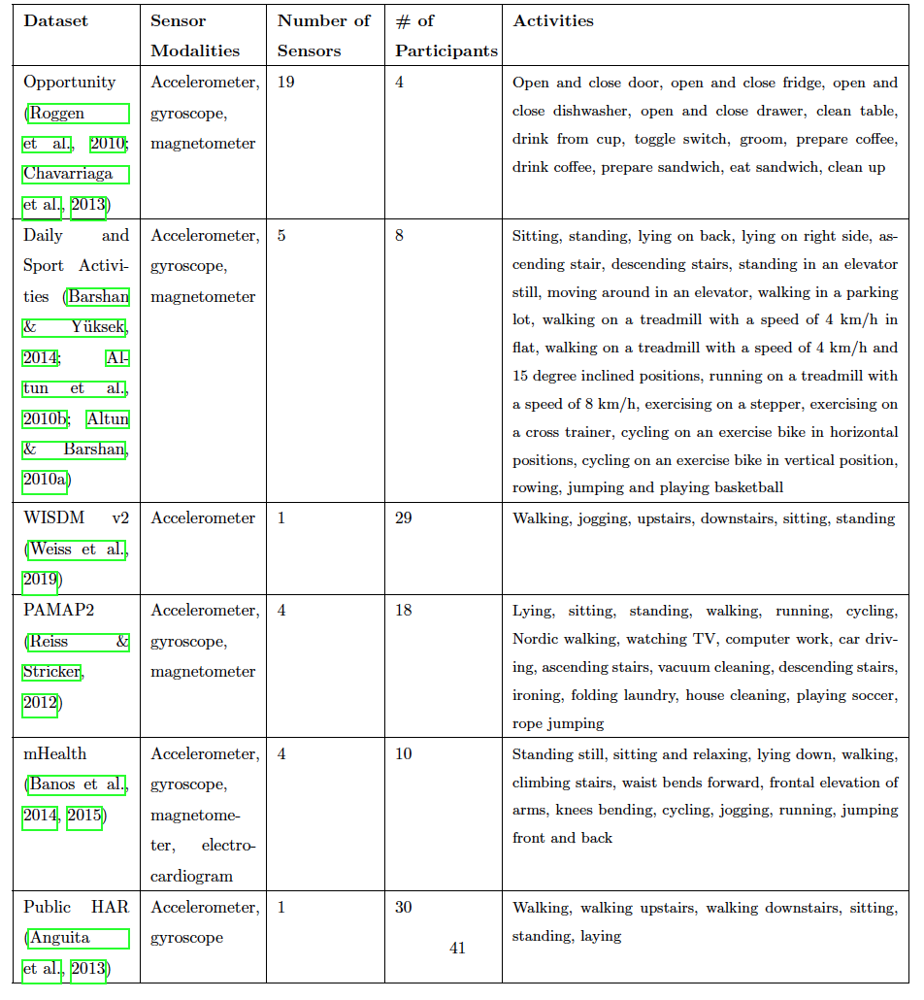 Dataset Sensor Modalities Number of Sensors # of Participants Activities
Opportunity
(Roggen
et al., 2010;
Chavarriaga
et al., 2013)
Accelerometer,
gyroscope,
magnetometer
19
4
Open and close door, open and close fridge, open and
close dishwasher, open and close drawer, clean table,
drink from cup, toggle switch, groom, prepare coffee,
drink coffee, prepare sandwich, eat sandwich, clean up
Daily and
Sport Activi-
ties (Barshan
& Yüksek,
2014; Al-
tun et al.,
2010b; Altun
& Barshan,
2010a)
Accelerometer,
gyroscope,
magnetometer
5
8
Sitting, standing, lying on back, lying on right side, as-
cending stair, descending stairs, standing in an elevator
still, moving around in an elevator, walking in a parking
lot, walking on a treadmill with a speed of 4 km/h in
flat, walking on a treadmill with a speed of 4 km/h and
15 degree inclined positions, running on a treadmill with
a speed of 8 km/h, exercising on a stepper, exercising on
a cross trainer, cycling on an exercise bike in horizontal
positions, cycling on an exercise bike in vertical position,
rowing, jumping and playing basketball
WISDM v2
(Weiss et al.,
2019)
Accelerometer
1
29
Walking, jogging, upstairs, downstairs, sitting, standing
PAMAP2
(Reiss &
Stricker,
2012)
Accelerometer,
gyroscope,
magnetometer
4
18
Lying, sitting, standing, walking, running, cycling,
Nordic walking, watching TV, computer work, car driv-
ing, ascending stairs, vacuum cleaning, descending stairs,
ironing, folding laundry, house cleaning, playing soccer,
rope jumping
mHealth
(Banos et al.,
2014, 2015)
Accelerometer,
gyroscope,
magnetome-
ter, electro-
cardiogram
4
10
Standing still, sitting and relaxing, lying down, walking,
climbing stairs, waist bends forward, frontal elevation of
arms, knees bending, cycling, jogging, running, jumping
front and back
Public HAR
(Anguita
et al., 2013)
Accelerometer,
gyroscope
1
30
Walking, walking upstairs, walking downstairs, sitting,
standing, laying
41